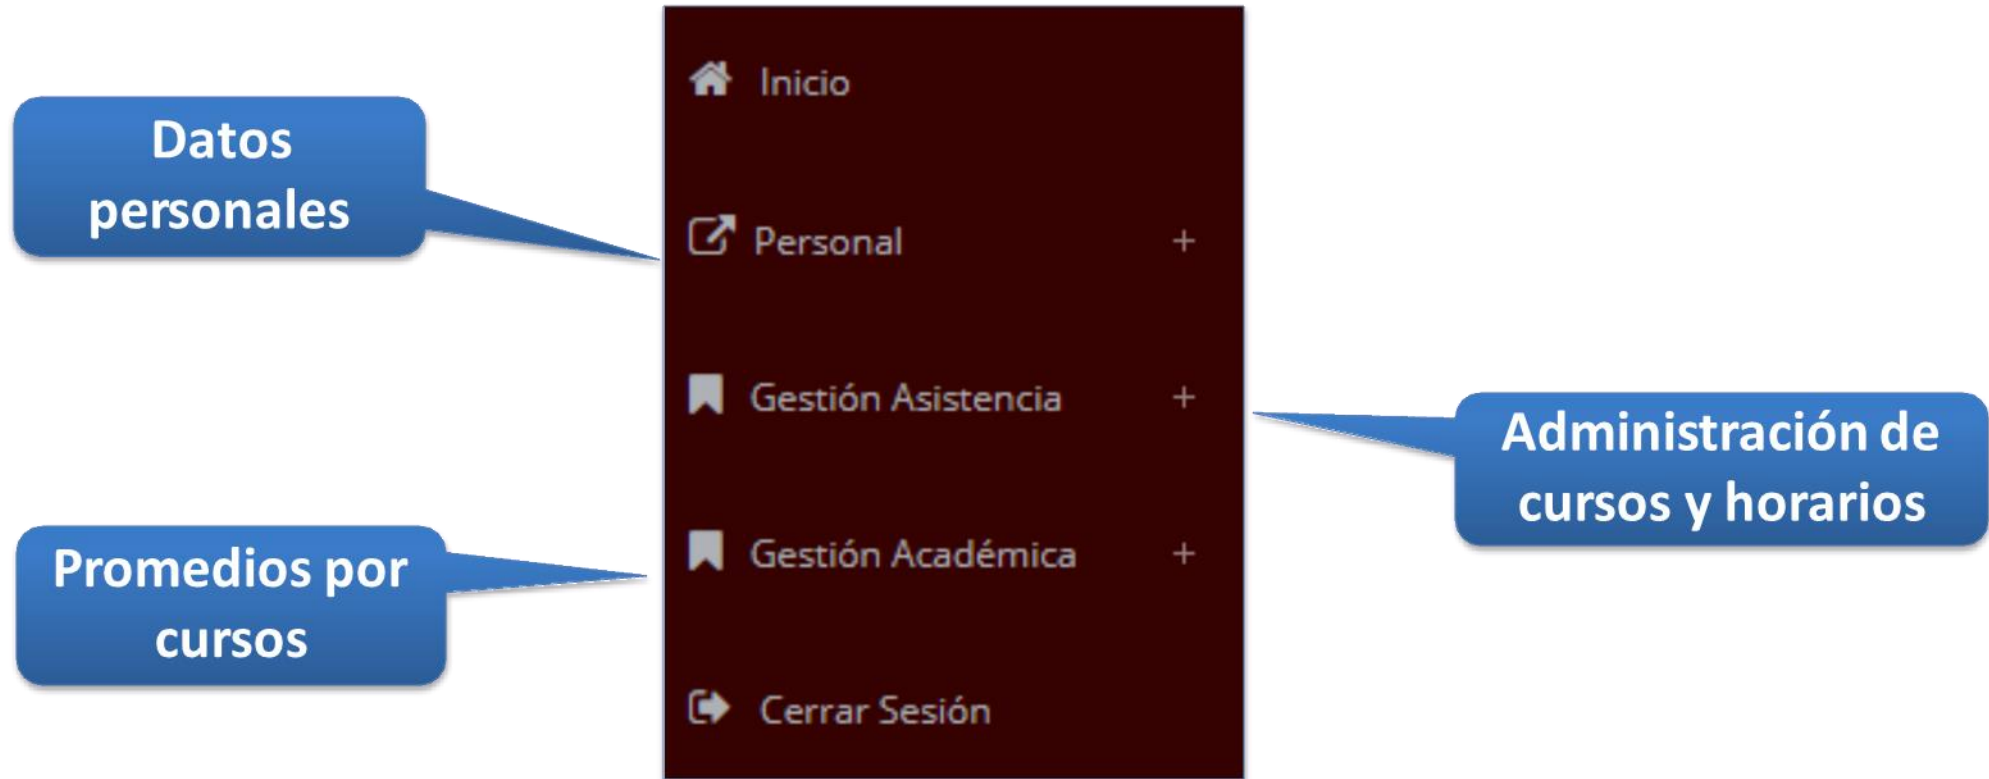 Inicio
Datos
personales
Personal +
Gestión Asistencia +
Administración de
cursos y horarios
Promedios por
cursos
Gestión Académica +
Cerrar Sesión